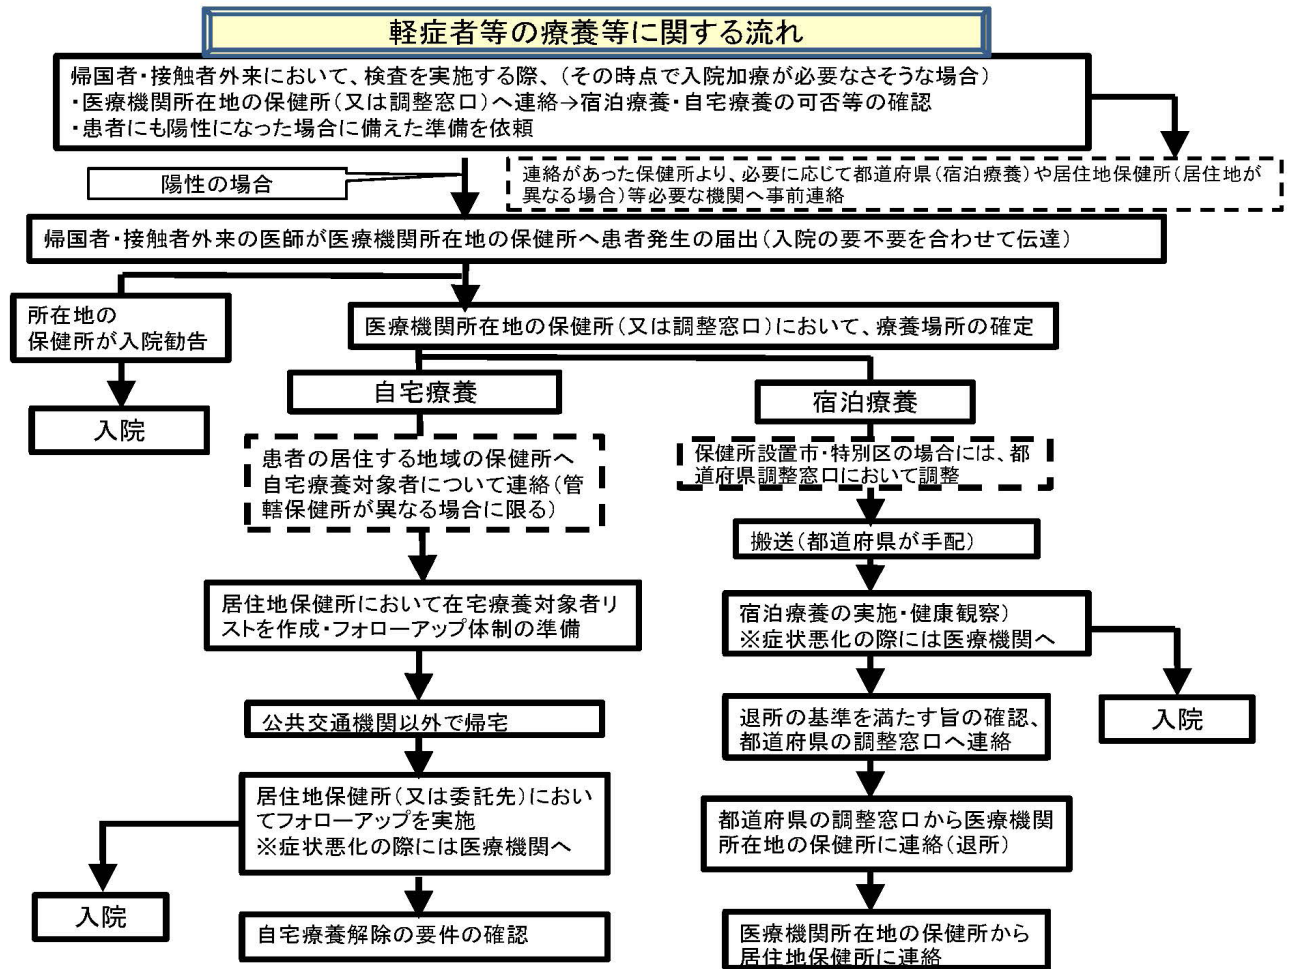 軽症者等の療養等に関する流れ
帰国者・接触者外来において、検査を実施する際、（その時点で入院加療が必要なさそうな場合）
・医療機関所在地の保健所（又は調整窓口）へ連絡→宿泊療養・自宅療養の可否等の確認
・患者にも陽性になった場合に備えた準備を依頼
陽性の場合
連絡があった保健所より、必要に応じて都道府県（宿泊療養）や居住地保健所（居住地が
異なる場合）等必要な機関へ事前連絡
帰国者・接触者外来の医師が医療機関所在地の保健所へ患者発生の届出（入院の要不要を合わせて伝達）
所在地の
保健所が入院勧告
入院
医療機関所在地の保健所（又は調整窓口）において、療養場所の確定
自宅療養
患者の居住する地域の保健所へ
自宅療養対象者について連絡（管
轄保健所が異なる場合に限る）
居住地保健所において在宅療養対象者リ
ストを作成・フォローアップ体制の準備
公共交通機関以外で帰宅
居住地保健所（又は委託先）におい
てフォローアップを実施
※症状悪化の際には医療機関へ
入院
自宅療養解除の要件の確認
宿泊療養
保健所設置市・特別区の場合には、都
道府県調整窓口において調整
搬送（都道府県が手配）
宿泊療養の実施・健康観察）
※症状悪化の際には医療機関へ
入院
退所の基準を満たす旨の確認、
都道府県の調整窓口へ連絡
都道府県の調整窓口から医療機関
所在地の保健所に連絡（退所）
医療機関所在地の保健所から
居住地保健所に連絡